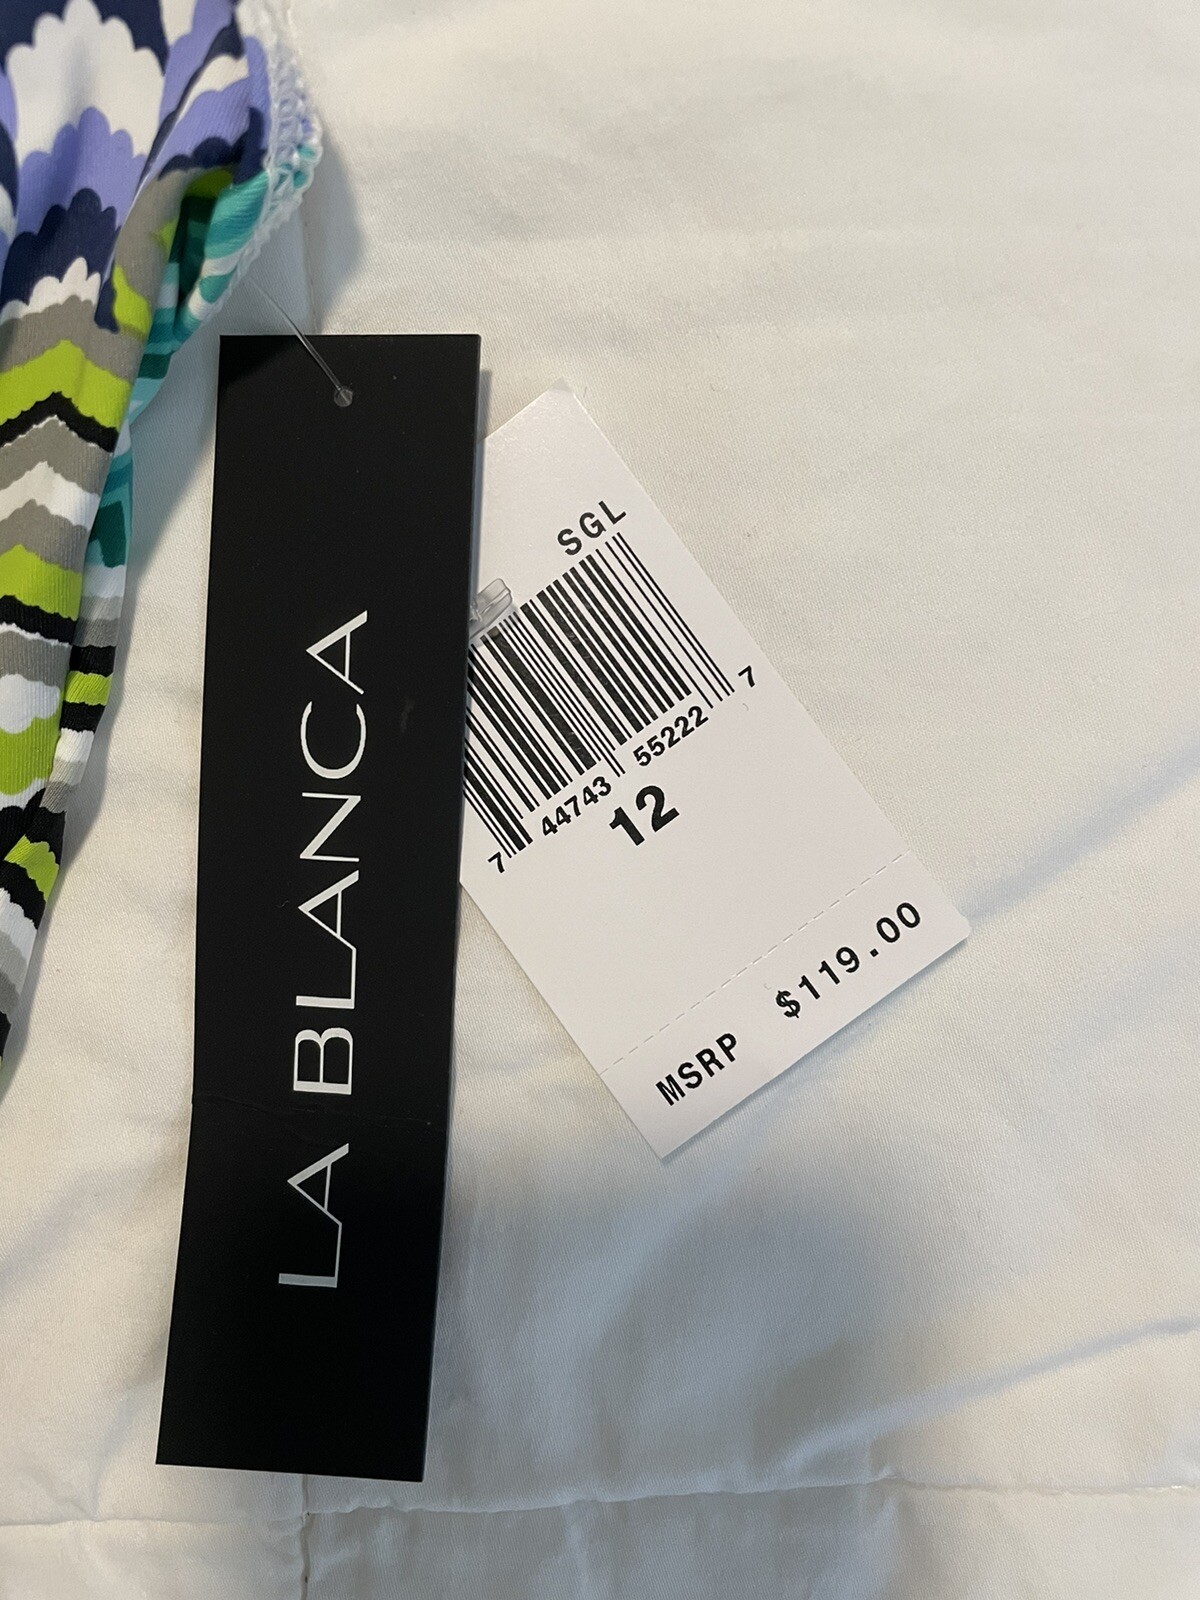 LA BLANCA
SGL
7 44743 55222 7
12
MSRP $119.00